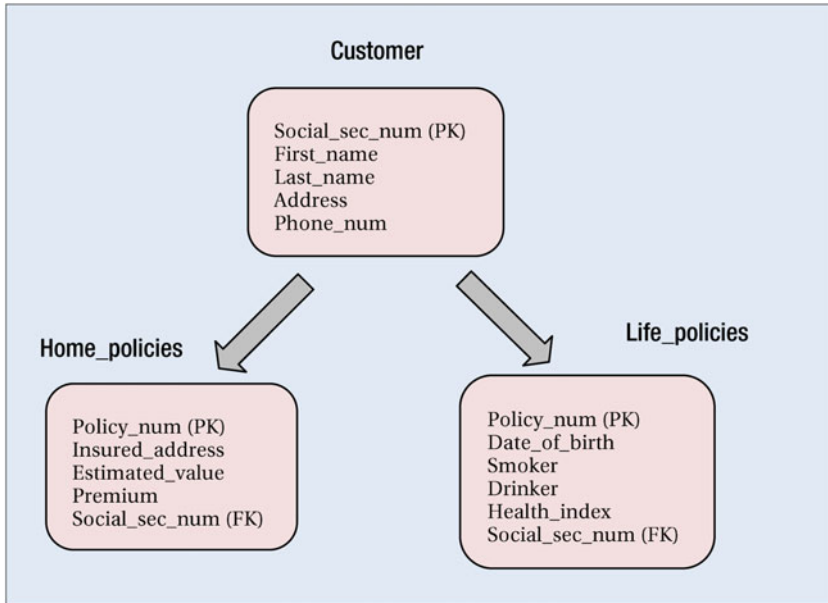 Customer
Social_sec_num (PK)
First_name
Last_name
Address
Phone_num
Home_policies
Policy_num (PK)
Insured_address
Estimated_value
Premium
Social_sec_num (FK)
Life_policies
Policy_num (PK)
Date_of_birth
Smoker
Drinker
Health_index
Social_sec_num (FK)